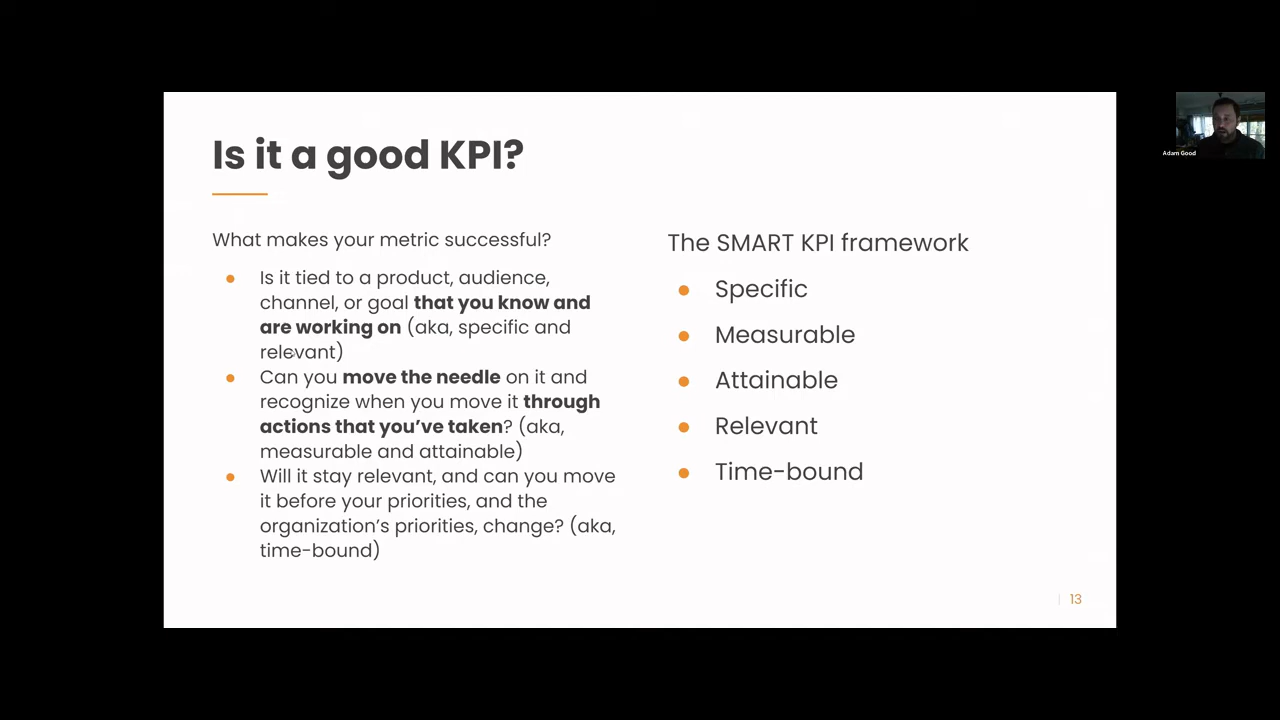 Is it a good KPI?
What makes your metric successful?
● Is it tied to a product, audience,
channel, or goal that you know and
are working on (aka, specific and
relevant)
● Can you move the needle on it and
recognize when you move it through
actions that you’ve taken? (aka,
measurable and attainable)
● Will it stay relevant, and can you move
it before your priorities, and the
organization’s priorities, change? (aka,
time-bound)
The SMART KPI framework
● Specific
● Measurable
● Attainable
● Relevant
● Time-bound
13
Adam Good